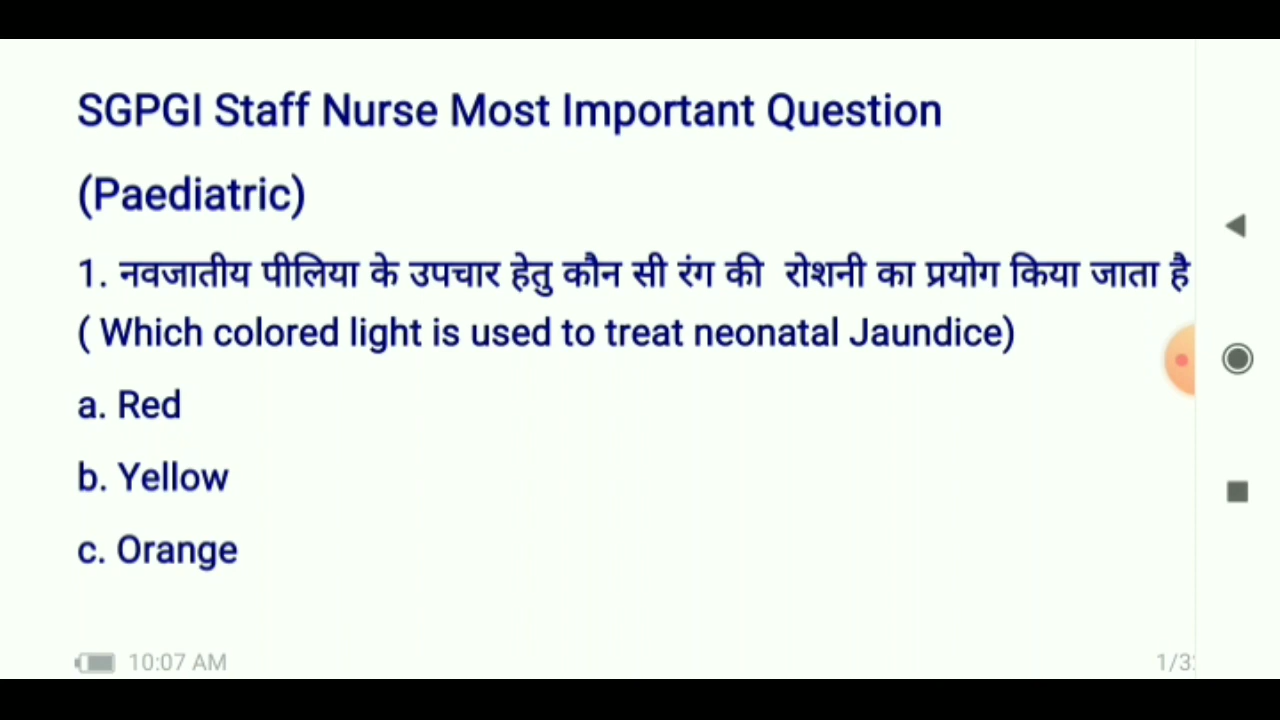 SGPGI Staff Nurse Most Important Question
(Paediatric)
1. नवजातीय पीलिया के उपचार हेतु कौन सी रंग की रोशनी का प्रयोग किया जाता है
( Which colored light is used to treat neonatal Jaundice)
a. Red
b. Yellow
c. Orange
10:07 AM